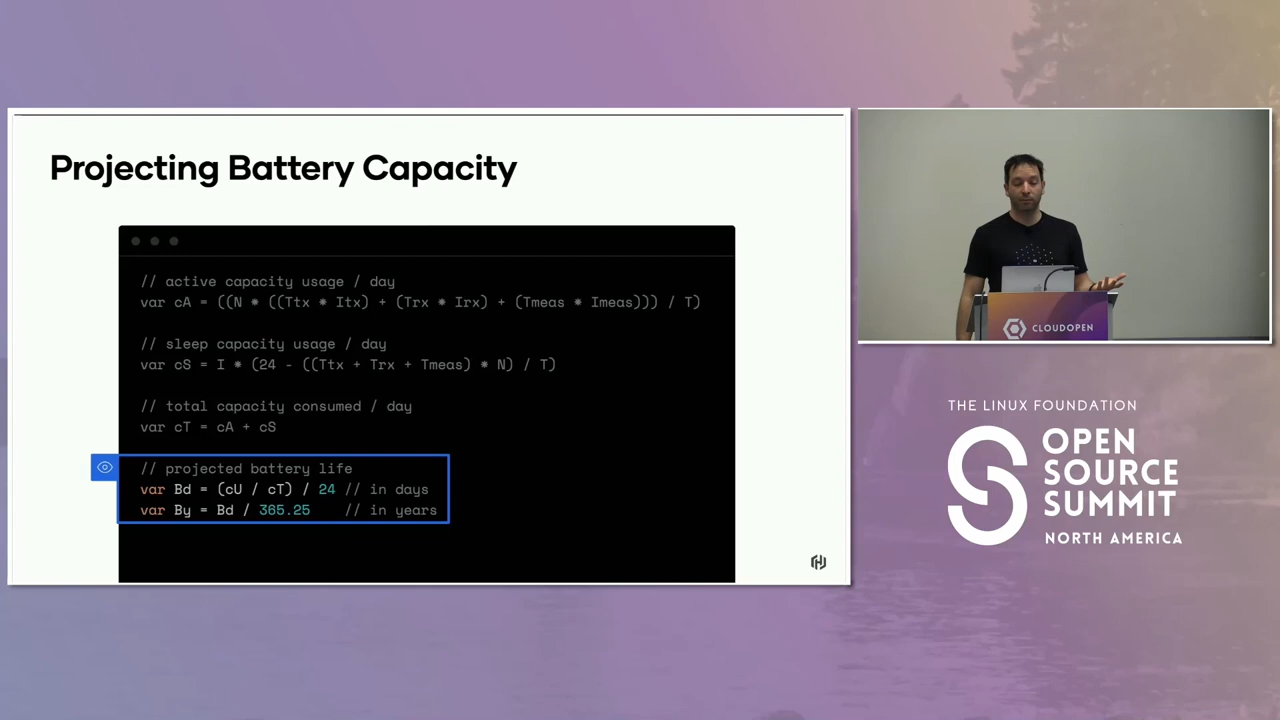 Projecting Battery Capacity
// active capacity usage / day
var cA = ((N * ((Ttx * Itx) + (Trx * Irx) + (Tmeas * Imeas))) / T)
// sleep capacity usage / day
var cS = I * (24 - ((Ttx + Trx + Tmeas) * N) / T)
// total capacity consumed / day
var cT = cA + cS
// projected battery life
var Bd = (cU / cT) / 24 // in days
var By = Bd / 365.25 // in years
CLOUDOPEN
THE LINUX FOUNDATION
OPEN
SOURCE
SUMMIT
NORTH AMERICA